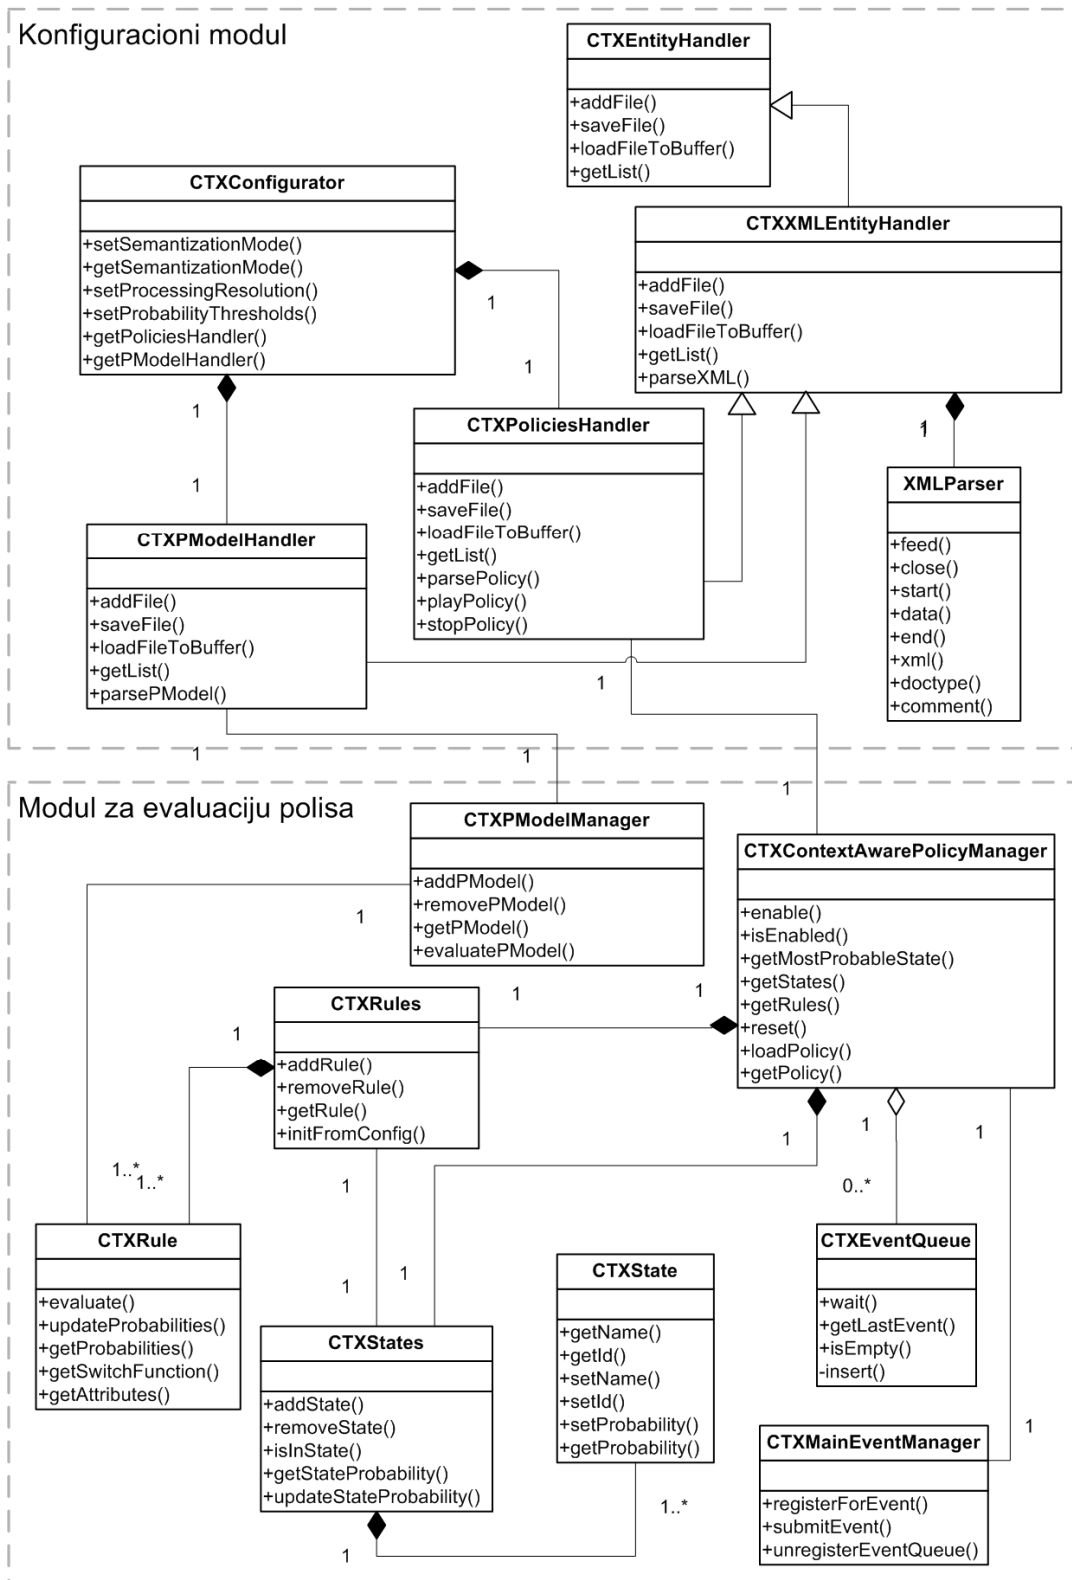 Konfiguracioni modul
CTXEntityHandler
+addFile()
+saveFile()
+loadFileToBuffer()
+getList()
CTXConfigurator
+setSemantizationMode()
+getSemantizationMode()
+setProcessingResolution()
+setProbabilityThresholds()
+getPoliciesHandler()
+getPModelHandler()
CTXXMLEntityHandler
+addFile()
+saveFile()
+loadFileToBuffer()
+getList()
+parseXML()
1
1
1
1
1
1
CTXPoliciesHandler
+addFile()
+saveFile()
+loadFileToBuffer()
+getList()
+parsePolicy()
+playPolicy()
+stopPolicy()
XMLParser
+feed()
+close()
+start()
+data()
+end()
+xml()
+doctype()
+comment()
CTXPModelHandler
+addFile()
+saveFile()
+loadFileToBuffer()
+getList()
+parsePModel()
1
1
1
1
Modul za evaluaciju polisa
CTXPModelManager
+addPModel()
+removePModel()
+getPModel()
+evaluatePModel()
CTXContextAwarePolicyManager
+enable()
+isEnabled()
+getMostProbableState()
+getStates()
+getRules()
+reset()
+loadPolicy()
+getPolicy()
1
1
1
CTXRules
+addRule()
+removeRule()
+getRule()
+initFromConfig()
1
1..*
1..*
1
1
1
1
0..*
1
1
CTXRule
+evaluate()
+updateProbabilities()
+getProbabilities()
+getSwitchFunction()
+getAttributes()
CTXStates
+addState()
+removeState()
+isInState()
+getStateProbability()
+updateStateProbability()
CTXState
+getName()
+getId()
+setName()
+setId()
+setProbability()
+getProbability()
CTXEventQueue
+wait()
+getLastEvent()
+isEmpty()
-insert()
1
CTXMainEventManager
+registerForEvent()
+submitEvent()
+unregisterEventQueue()
1..*
1